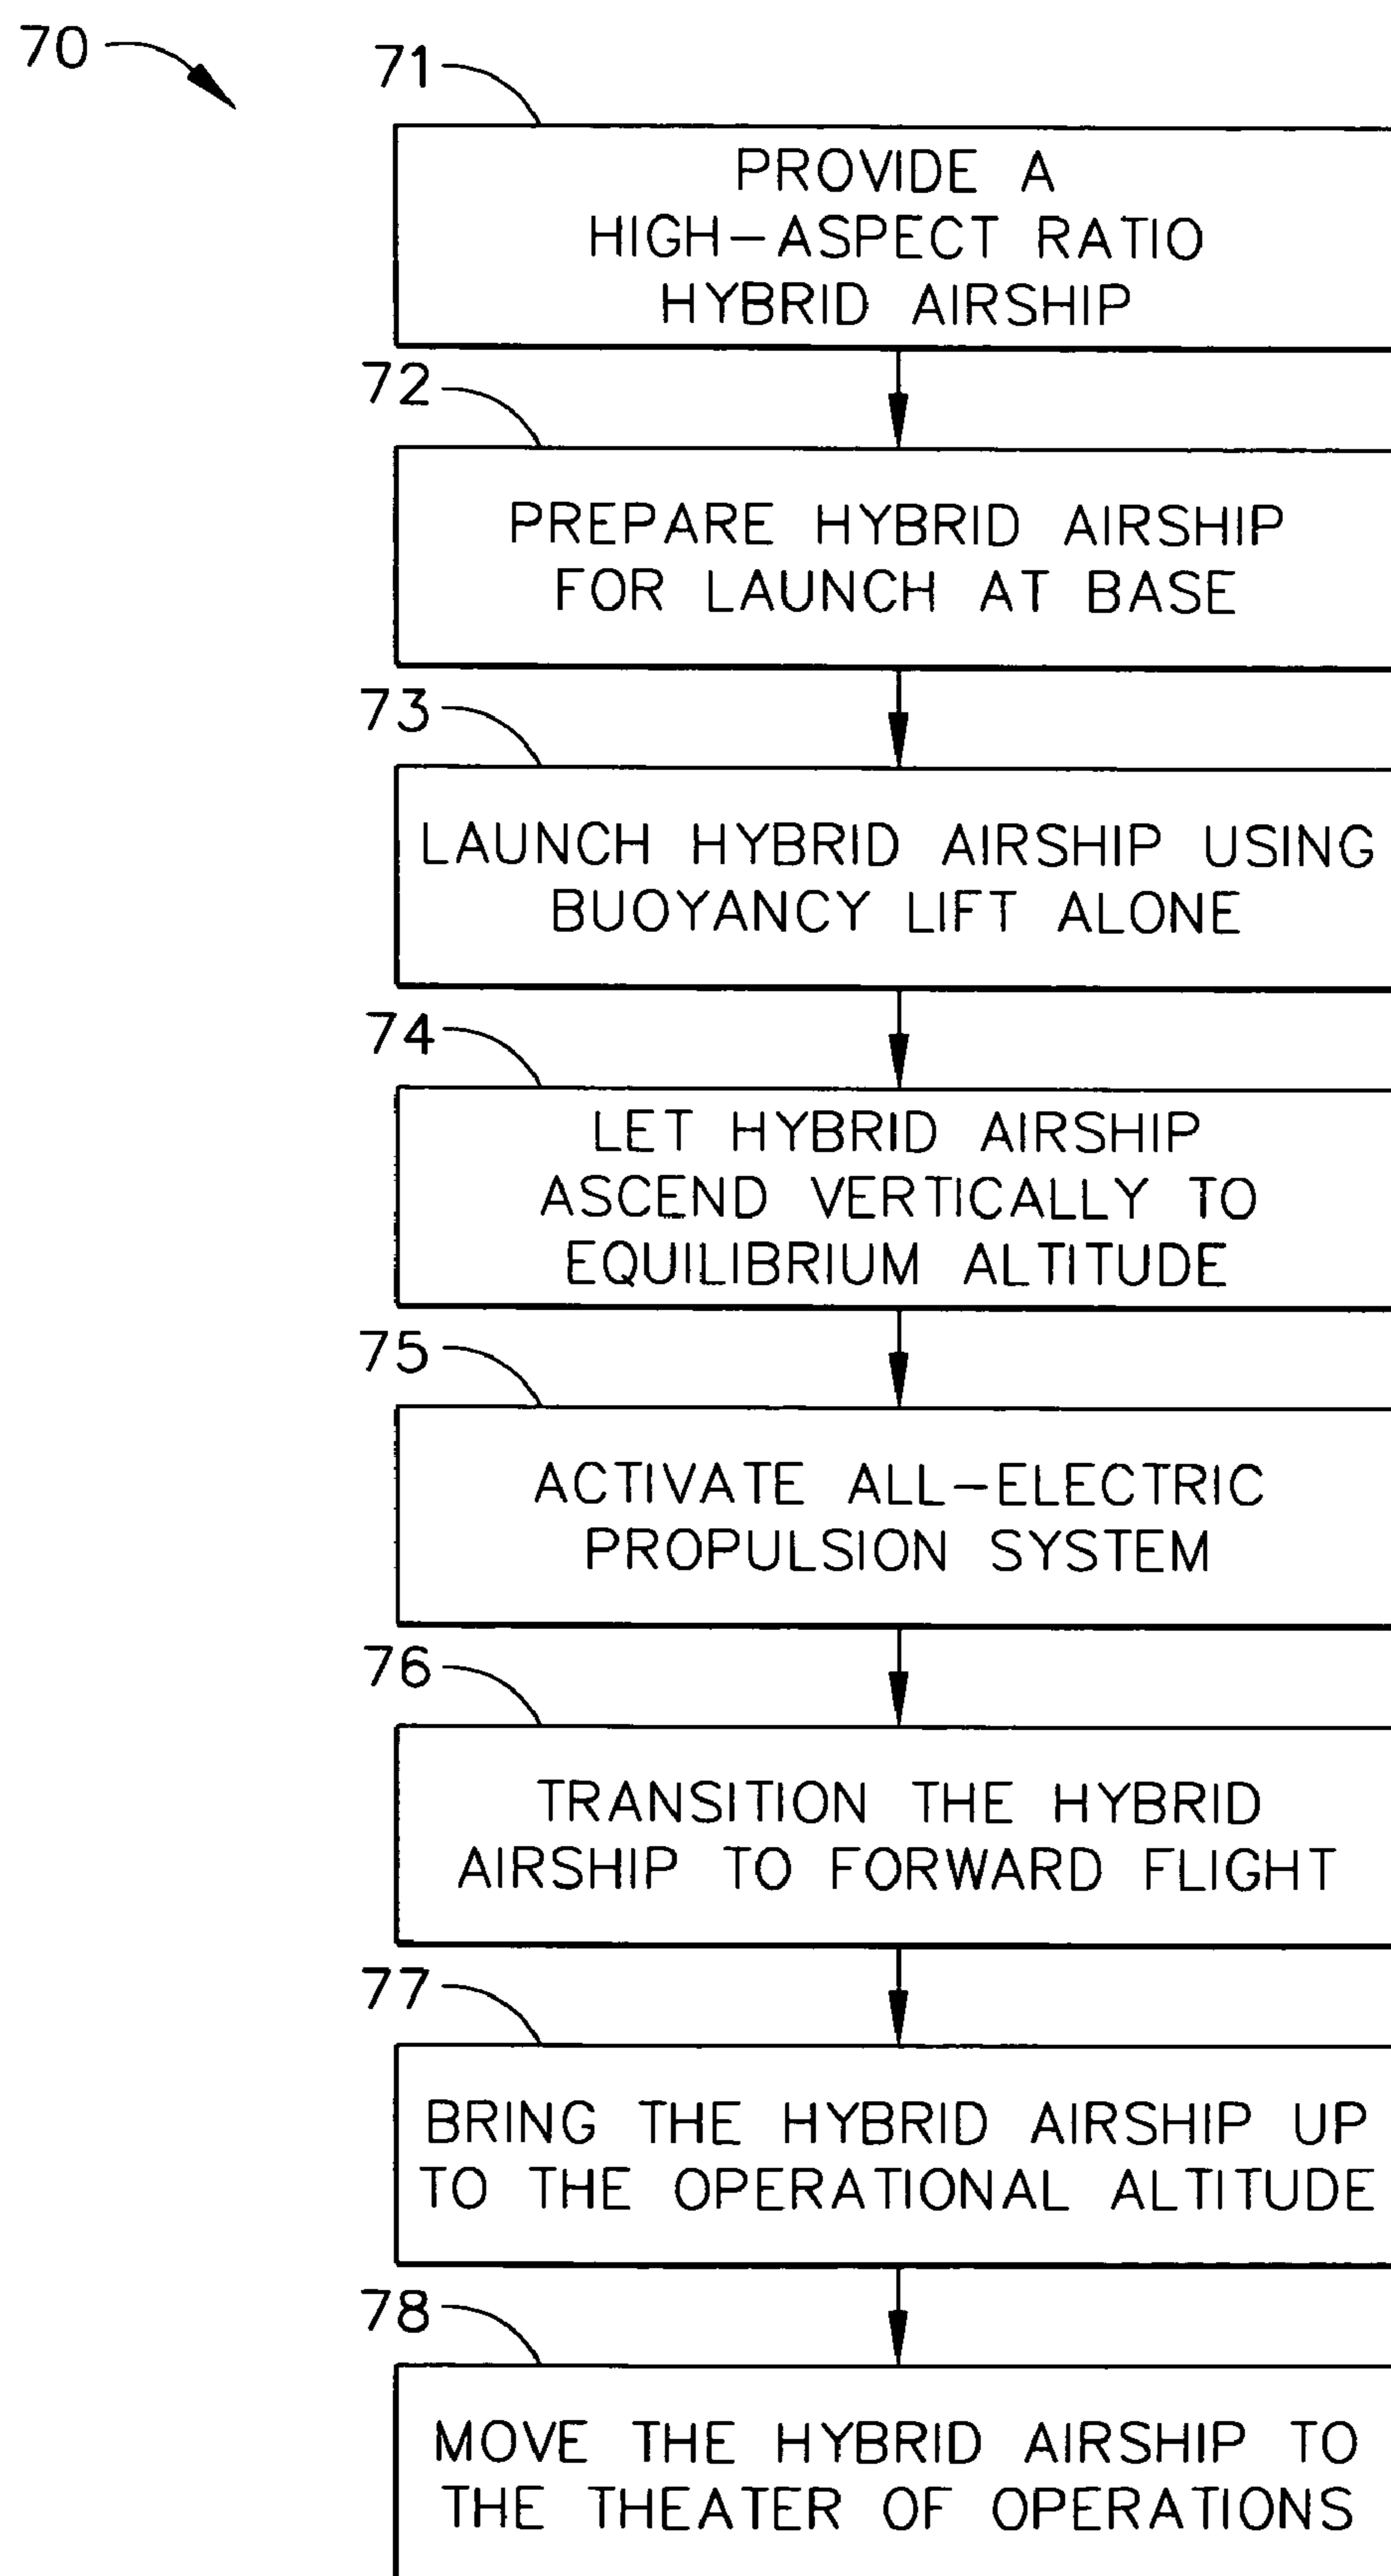 70
71
PROVIDE A
HIGH-ASPECT RATIO
HYBRID AIRSHIP
72
PREPARE HYBRID AIRSHIP
FOR LAUNCH AT BASE
73
LAUNCH HYBRID AIRSHIP USING
BUOYANCY LIFT ALONE
74
LET HYBRID AIRSHIP
ASCEND VERTICALLY TO
EQUILIBRIUM ALTITUDE
75
ACTIVATE ALL-ELECTRIC
PROPULSION SYSTEM
76
TRANSITION THE HYBRID
AIRSHIP TO FORWARD FLIGHT
77
BRING THE HYBRID AIRSHIP UP
TO THE OPERATIONAL ALTITUDE
78
MOVE THE HYBRID AIRSHIP TO
THE THEATER OF OPERATIONS